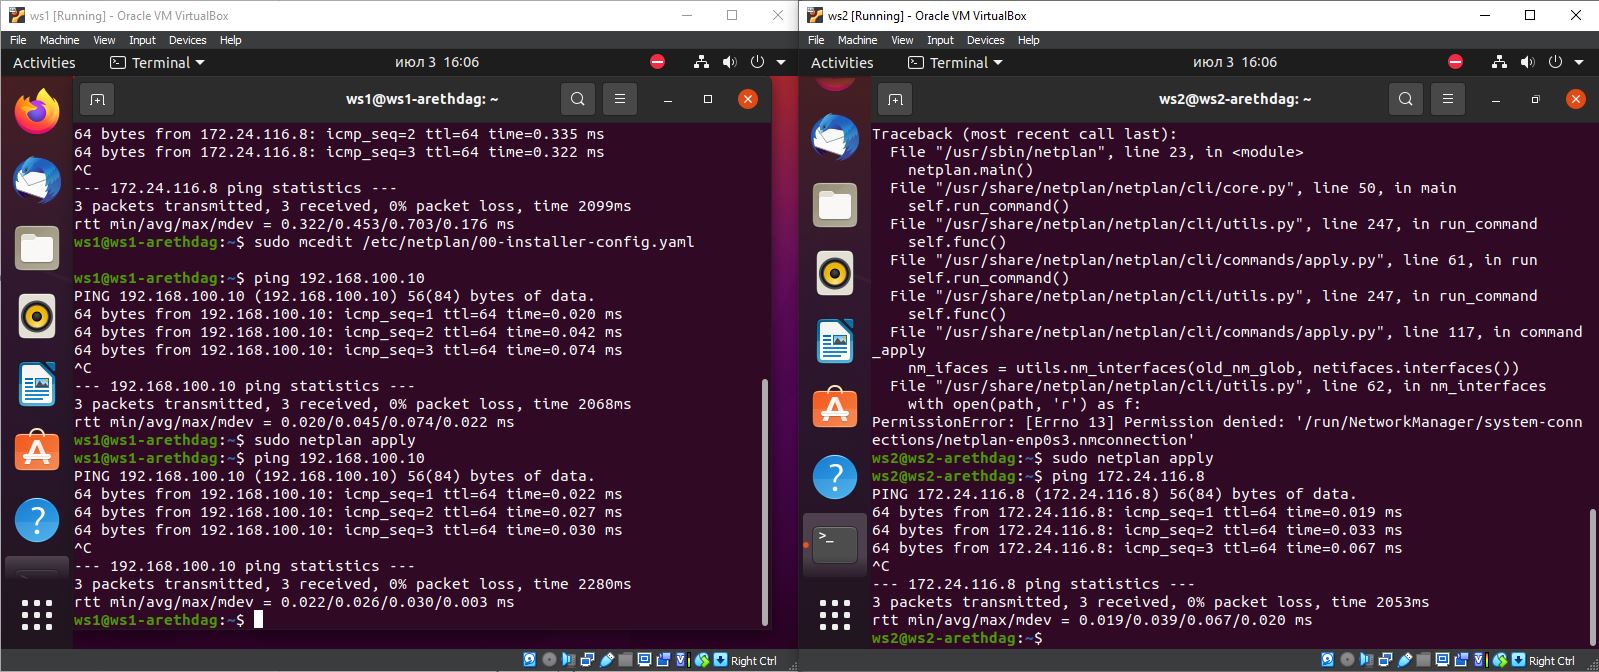 ws1 [Running] - Oracle VM VirtualBox
File Machine View Input Devices Help
Activities Terminal июл 3 16:06
ws1@ws1-arethdag: ~
64 bytes from 172.24.116.8: icmp_seq=2 ttl=64 time=0.335 ms
64 bytes from 172.24.116.8: icmp_seq=3 ttl=64 time=0.322 ms
^C
--- 172.24.116.8 ping statistics ---
3 packets transmitted, 3 received, 0% packet loss, time 2099ms
rtt min/avg/max/mdev = 0.322/0.453/0.703/0.176 ms
ws1@ws1-arethdag:~$ sudo mcedit /etc/netplan/00-installer-config.yaml
ws1@ws1-arethdag:~$ ping 192.168.100.10
PING 192.168.100.10 (192.168.100.10) 56(84) bytes of data.
64 bytes from 192.168.100.10: icmp_seq=1 ttl=64 time=0.020 ms
64 bytes from 192.168.100.10: icmp_seq=2 ttl=64 time=0.042 ms
64 bytes from 192.168.100.10: icmp_seq=3 ttl=64 time=0.074 ms
^C
--- 192.168.100.10 ping statistics ---
3 packets transmitted, 3 received, 0% packet loss, time 2068ms
rtt min/avg/max/mdev = 0.020/0.045/0.074/0.022 ms
ws1@ws1-arethdag:~$ sudo netplan apply
ws1@ws1-arethdag:~$ ping 192.168.100.10
PING 192.168.100.10 (192.168.100.10) 56(84) bytes of data.
64 bytes from 192.168.100.10: icmp_seq=1 ttl=64 time=0.022 ms
64 bytes from 192.168.100.10: icmp_seq=2 ttl=64 time=0.027 ms
64 bytes from 192.168.100.10: icmp_seq=3 ttl=64 time=0.030 ms
^C
--- 192.168.100.10 ping statistics ---
3 packets transmitted, 3 received, 0% packet loss, time 2280ms
rtt min/avg/max/mdev = 0.022/0.026/0.030/0.003 ms
ws1@ws1-arethdag:~$
Right Ctrl
ws2 [Running] - Oracle VM VirtualBox
File Machine View Input Devices Help
Activities Terminal июл 3 16:06
ws2@ws2-arethdag: ~
Traceback (most recent call last):
File "/usr/sbin/netplan", line 23, in <module>
netplan.main()
File "/usr/share/netplan/netplan/cli/core.py", line 50, in main
self.run_command()
File "/usr/share/netplan/netplan/cli/utils.py", line 247, in run_command
self.func()
File "/usr/share/netplan/netplan/cli/commands/apply.py", line 61, in run
self.run_command()
File "/usr/share/netplan/netplan/cli/utils.py", line 247, in run_command
self.func()
File "/usr/share/netplan/netplan/cli/commands/apply.py", line 117, in command
_apply
nm_ifaces = utils.nm_interfaces(old_nm_glob, netifaces.interfaces())
File "/usr/share/netplan/netplan/cli/utils.py", line 62, in nm_interfaces
with open(path, 'r') as f:
PermissionError: [Errno 13] Permission denied: '/run/NetworkManager/system-conn
ections/netplan-enp0s3.nmconnection'
ws2@ws2-arethdag:~$ sudo netplan apply
ws2@ws2-arethdag:~$ ping 172.24.116.8
PING 172.24.116.8 (172.24.116.8) 56(84) bytes of data.
64 bytes from 172.24.116.8: icmp_seq=1 ttl=64 time=0.019 ms
64 bytes from 172.24.116.8: icmp_seq=2 ttl=64 time=0.033 ms
64 bytes from 172.24.116.8: icmp_seq=3 ttl=64 time=0.067 ms
^C
--- 172.24.116.8 ping statistics ---
3 packets transmitted, 3 received, 0% packet loss, time 2053ms
rtt min/avg/max/mdev = 0.019/0.039/0.067/0.020 ms
ws2@ws2-arethdag:~$
Right Ctrl